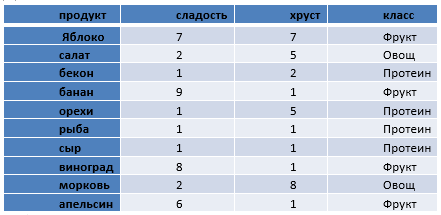 продукт сладость хруст класс
Яблоко 7 7 Фрукт
салат 2 5 Овощ
бекон 1 2 Протеин
банан 9 1 Фрукт
орехи 1 5 Протеин
рыба 1 1 Протеин
сыр 1 1 Протеин
виноград 8 1 Фрукт
морковь 2 8 Овощ
апельсин 6 1 Фрукт